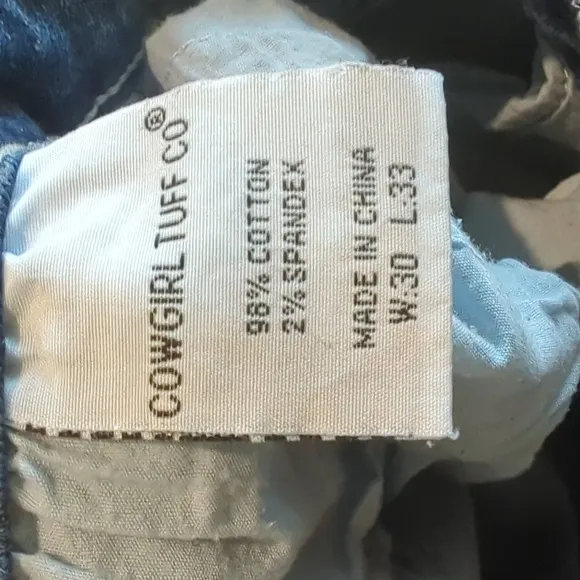 COWGIRL TUFF CO®
98% COTTON
2% SPANDEX
MADE IN CHINA
W:30 L:33